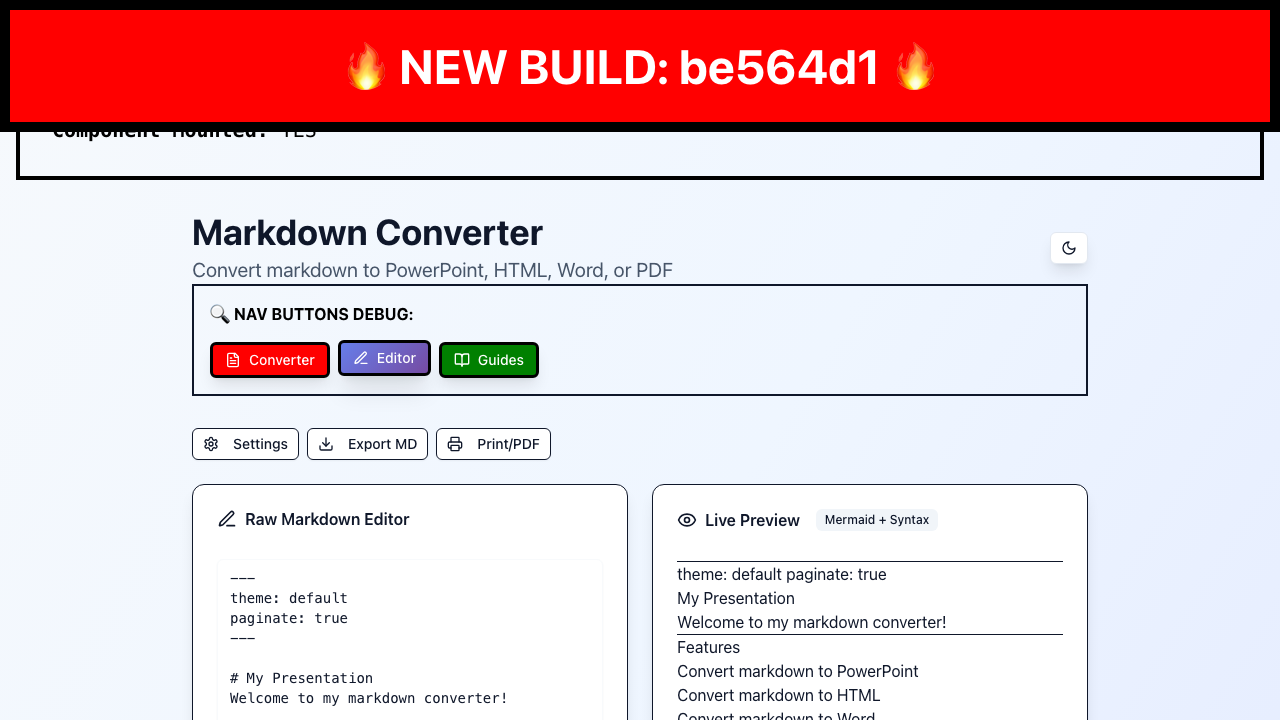 🔥 NEW BUILD: be564d1 🔥
Component Mounted: YES
Markdown Converter
Convert markdown to PowerPoint, HTML, Word, or PDF
🔍 NAV BUTTONS DEBUG:
Converter Editor Guides
Settings Export MD Print/PDF
Raw Markdown Editor
---
theme: default
paginate: true
---
# My Presentation
Welcome to my markdown converter!
Live Preview Mermaid + Syntax
theme: default paginate: true
My Presentation
Welcome to my markdown converter!
Features
Convert markdown to PowerPoint
Convert markdown to HTML
Convert markdown to Word